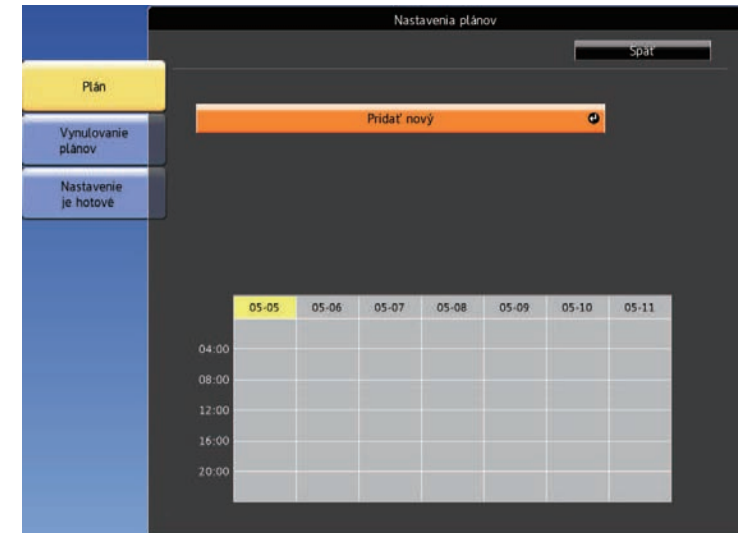 Nastavenia plánov
Späť
Plán
Vynulovanie
plánov
Nastavenie
je hotové
Pridať nový
05-05 05-06 05-07 05-08 05-09 05-10 05-11
04:00
08:00
12:00
16:00
20:00